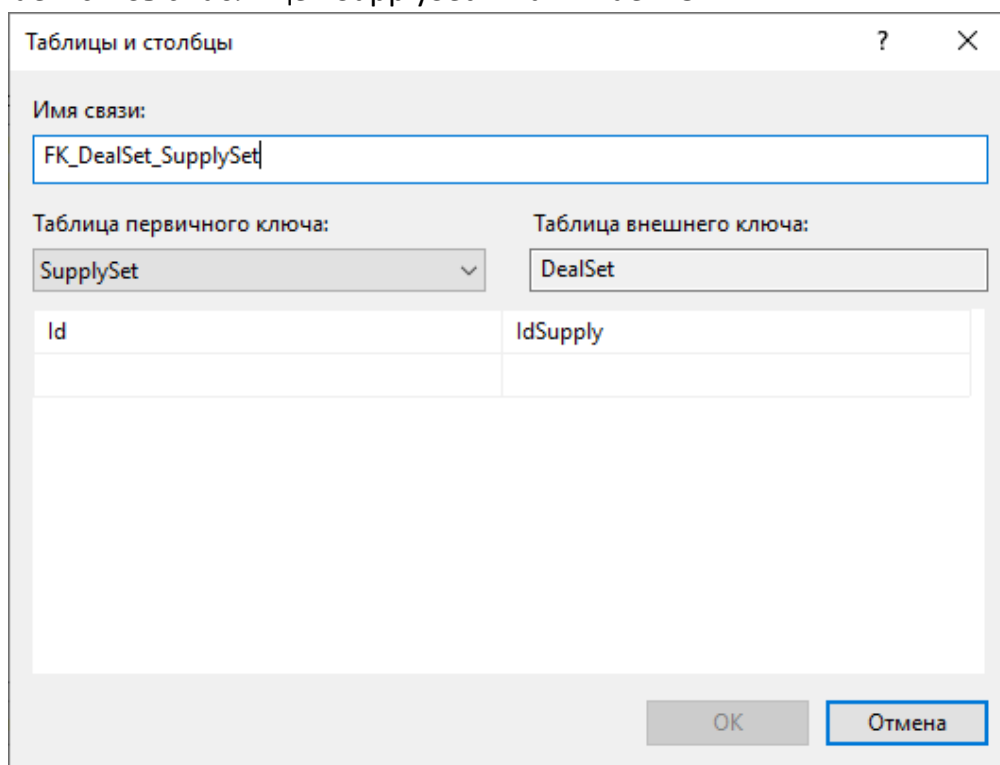 Таблицы и столбцы
?
Имя связи:
FK_DealSet_SupplySet
Таблица первичного ключа:
Таблица внешнего ключа:
SupplySet
DealSet
Id
IdSupply
OK
Отмена